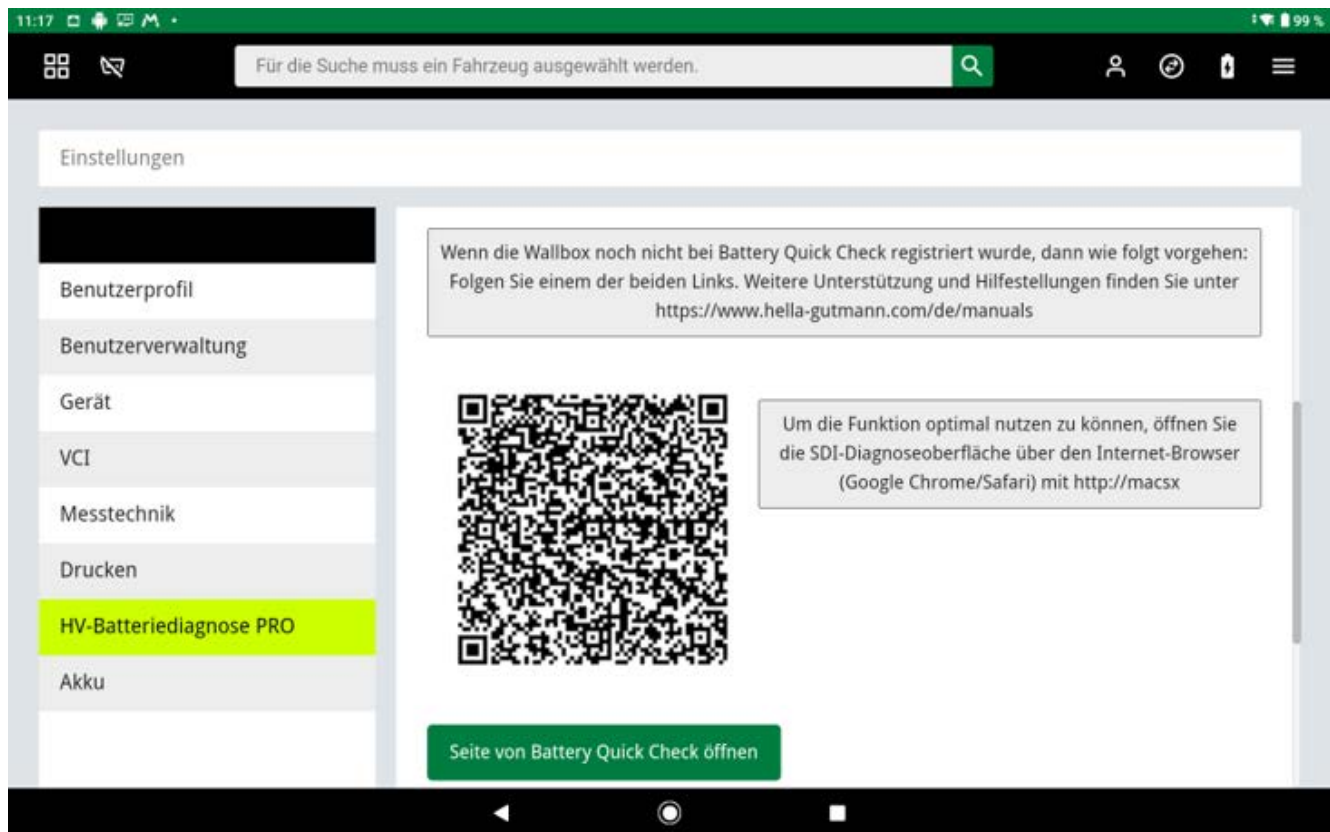 11:17
99 %
Für die Suche muss ein Fahrzeug ausgewählt werden.
Einstellungen
Benutzerprofil
Benutzerverwaltung
Gerät
VCI
Messtechnik
Drucken
HV-Batteriediagnose PRO
Akku
Wenn die Wallbox noch nicht bei Battery Quick Check registriert wurde, dann wie folgt vorgehen:
Folgen Sie einem der beiden Links. Weitere Unterstützung und Hilfestellungen finden Sie unter
https://www.hella-gutmann.com/de/manuals
Um die Funktion optimal nutzen zu können, öffnen Sie
die SDI-Diagnoseoberfläche über den Internet-Browser
(Google Chrome/Safari) mit http://macsx
Seite von Battery Quick Check öffnen